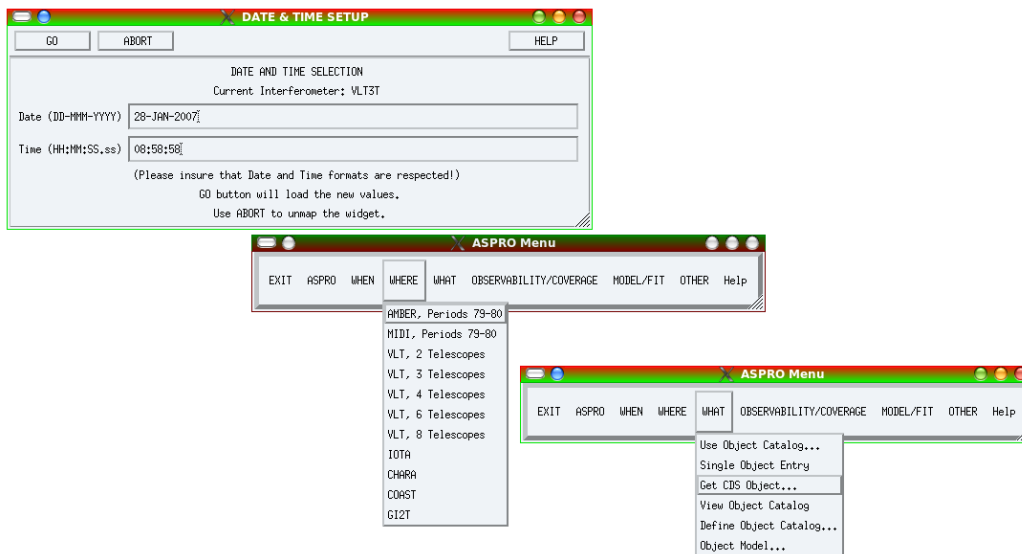 DATE & TIME SETUP
GO ABORT HELP
DATE AND TIME SELECTION
Current Interferometer: VLT3T
Date (DD-MMM-YYYY) 28-JAN-2007
Time (HH:MM:SS.ss) 08:58:58
(Please insure that Date and Time formats are respected!)
GO button will load the new values.
Use ABORT to unmap the widget.
ASPRO Menu
EXIT ASPRO WHEN WHERE WHAT OBSERVABILITY/COVERAGE MODEL/FIT OTHER Help
AMBER, Periods 79-80
MIDI, Periods 79-80
VLT, 2 Telescopes
VLT, 3 Telescopes
VLT, 4 Telescopes
VLT, 6 Telescopes
VLT, 8 Telescopes
IOTA
CHARA
COAST
GI2T
ASPRO Menu
EXIT ASPRO WHEN WHERE WHAT OBSERVABILITY/COVERAGE MODEL/FIT OTHER Help
Use Object Catalog...
Single Object Entry
Get CDS Object...
View Object Catalog
Define Object Catalog...
Object Model...